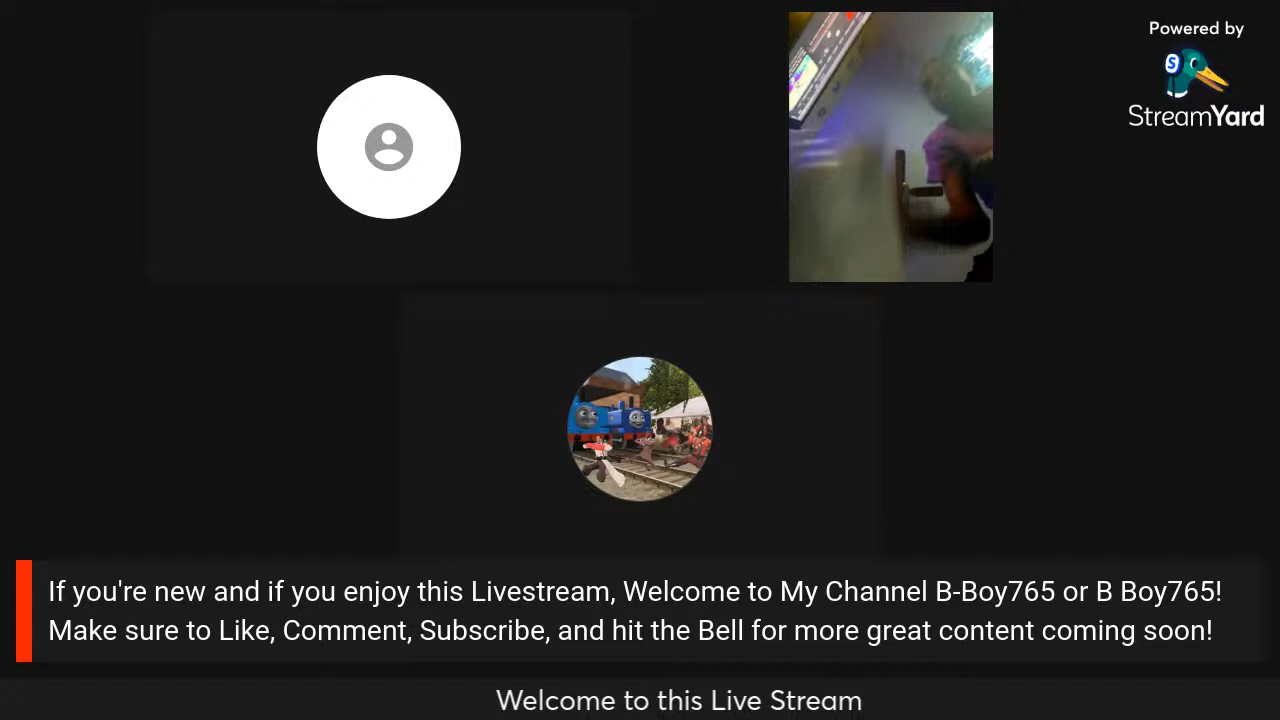 Powered by
S
StreamYard
If you're new and if you enjoy this Livestream, Welcome to My Channel B-Boy765 or B Boy765!
Make sure to Like, Comment, Subscribe, and hit the Bell for more great content coming soon!
Welcome to this Live Stream